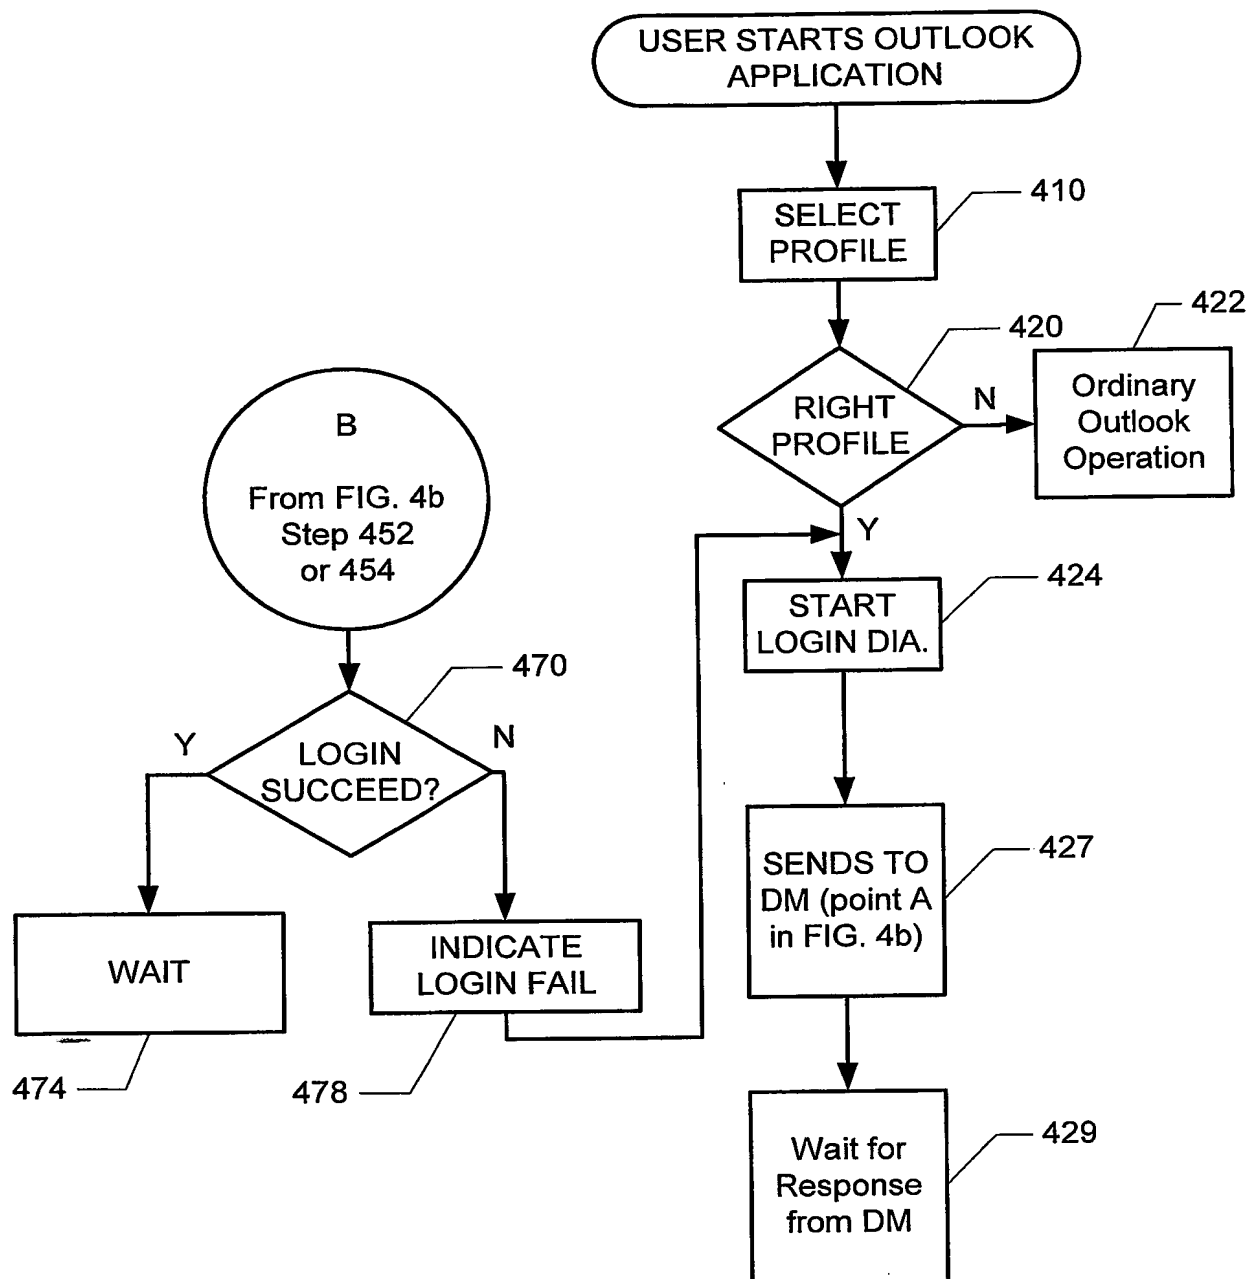 USER STARTS OUTLOOK
APPLICATION
SELECT
PROFILE
410
RIGHT
PROFILE
420
N
422
Ordinary
Outlook
Operation
Y
START
LOGIN DIA.
424
SENDS TO
DM (point A
in FIG. 4b)
427
Wait for
Response
from DM
429
B
From FIG. 4b
Step 452
or 454
LOGIN
SUCCEED?
470
Y
N
WAIT
474
INDICATE
LOGIN FAIL
478